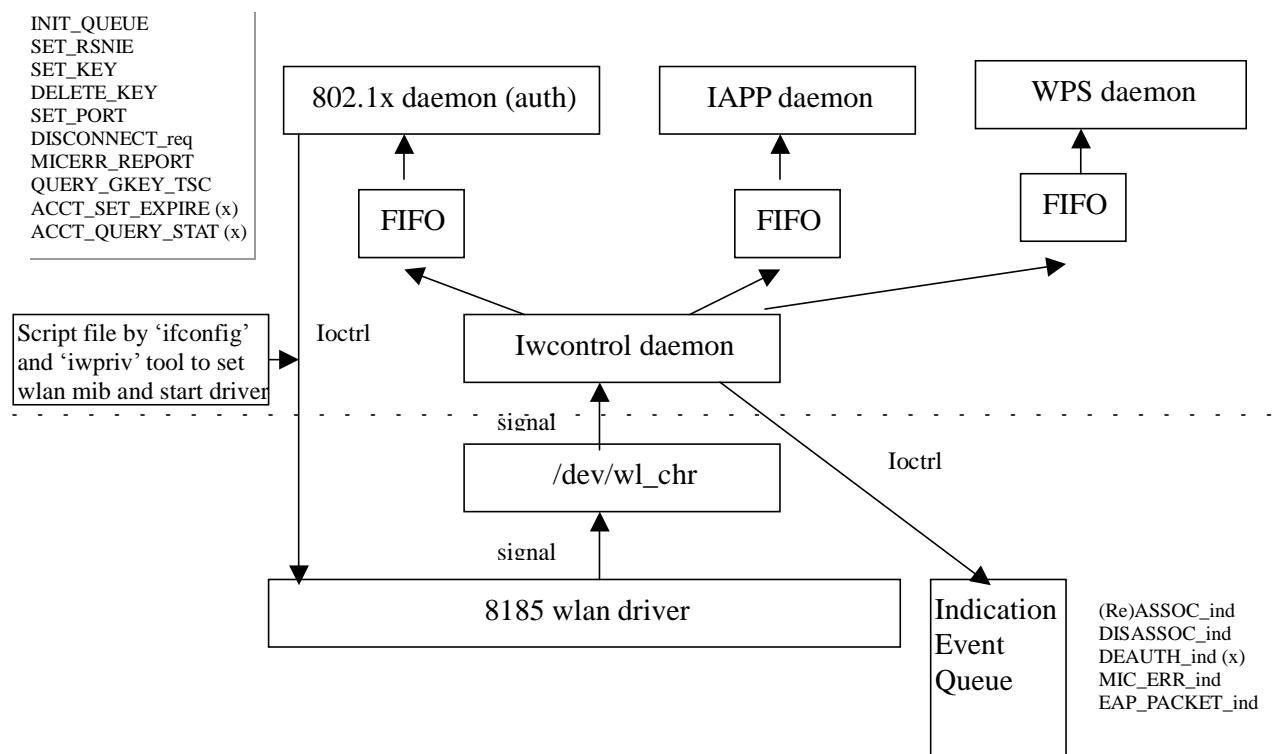 INIT_QUEUE
SET_RSNIE
SET_KEY
DELETE_KEY
SET_PORT
DISCONNECT_req
MICERR_REPORT
QUERY_GKEY_TSC
ACCT_SET_EXPIRE (x)
ACCT_QUERY_STAT (x)
802.1x daemon (auth)
IAPP daemon
WPS daemon
FIFO
FIFO
FIFO
Script file by ‘ifconfig’
and ‘iwpriv’ tool to set
wlan mib and start driver
Ioctrl
Iwcontrol daemon
signal
/dev/wl_chr
Ioctrl
signal
8185 wlan driver
Indication
Event
Queue
(Re)ASSOC_ind
DISASSOC_ind
DEAUTH_ind (x)
MIC_ERR_ind
EAP_PACKET_ind